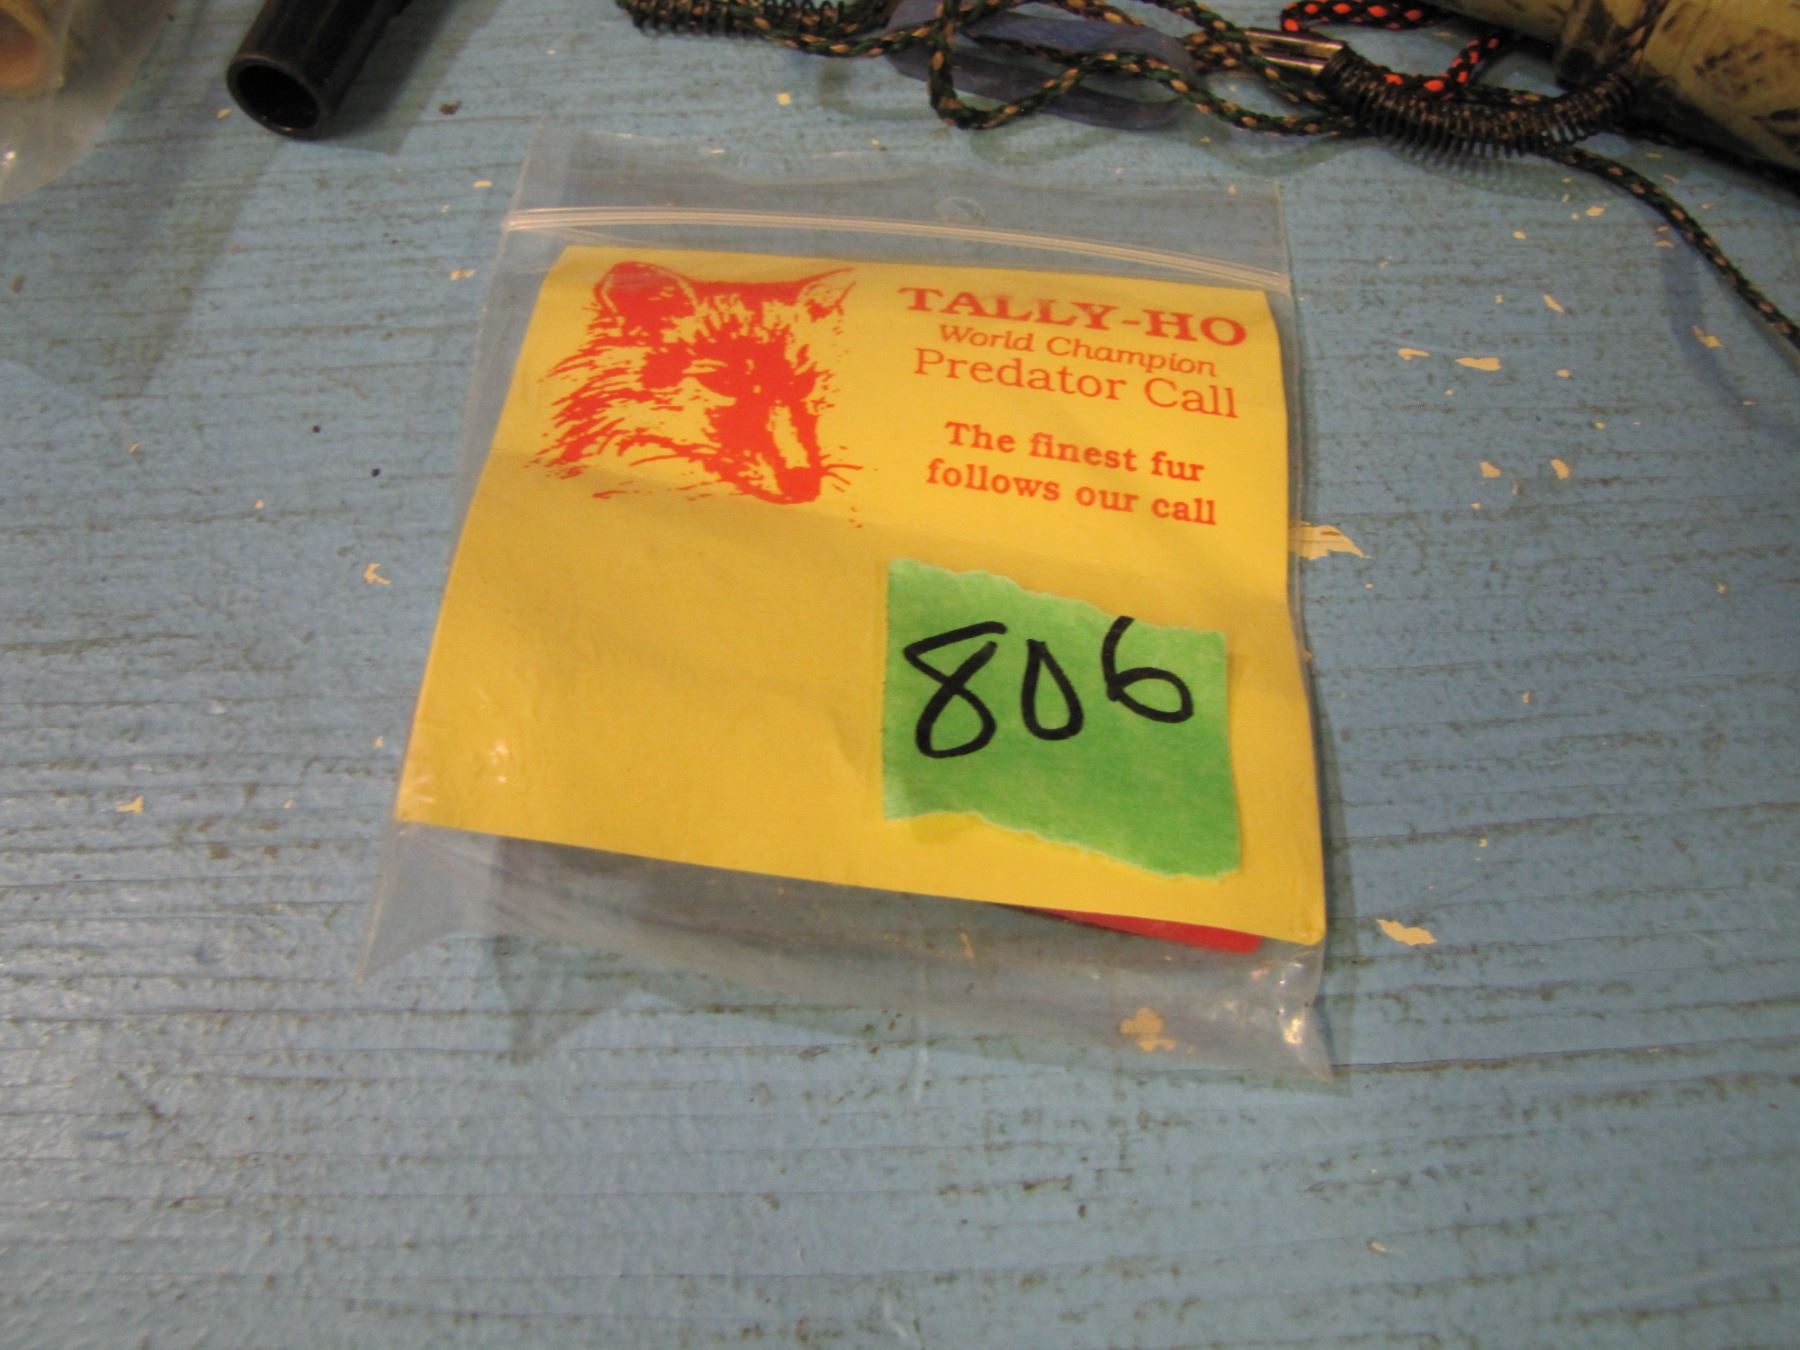 TALLY-HO
World Champion
Predator Call
The finest fur
follows our call
806